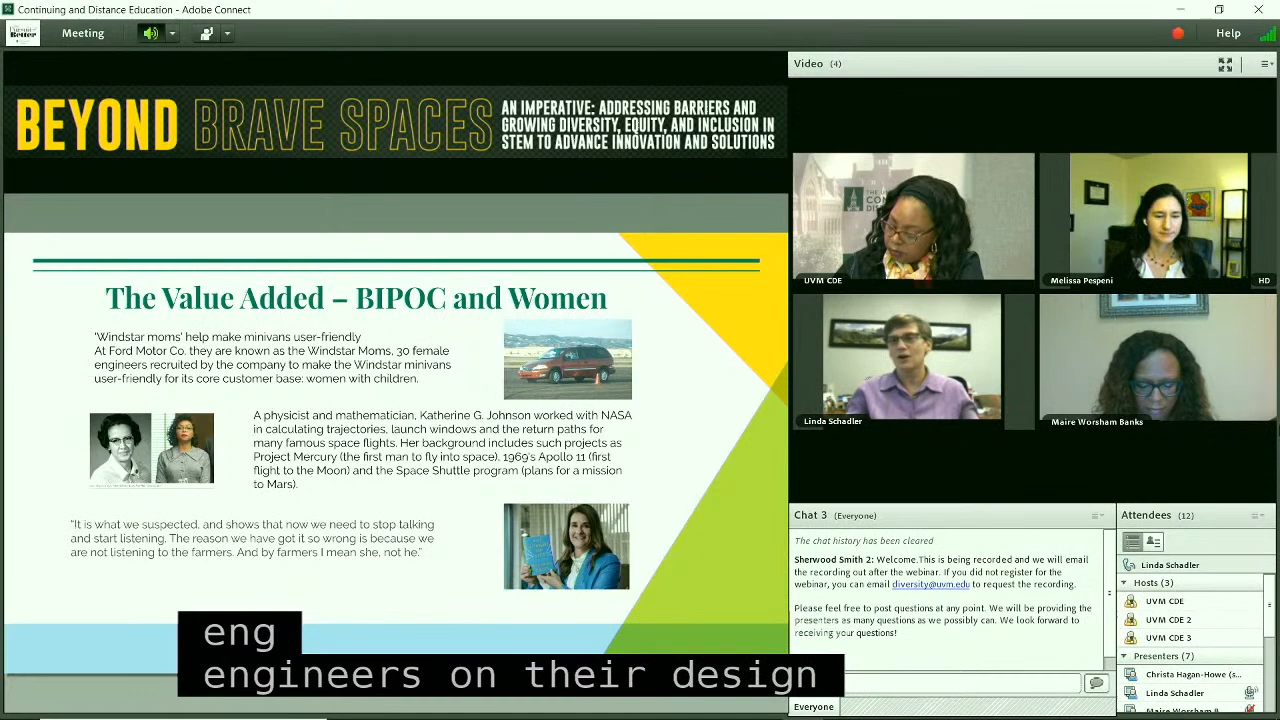 Continuing and Distance Education - Adobe Connect
Pursuit of
Better
Meeting
Help
BEYOND BRAVE SPACES
AN IMPERATIVE: ADDRESSING BARRIERS AND
GROWING DIVERSITY, EQUITY, AND INCLUSION IN
STEM TO ADVANCE INNOVATION AND SOLUTIONS
The Value Added – BIPOC and Women
'Windstar moms' help make minivans user-friendly
At Ford Motor Co. they are known as the Windstar Moms, 30 female
engineers recruited by the company to make the Windstar minivans
user-friendly for its core customer base: women with children.
A physicist and mathematician, Katherine G. Johnson worked with NASA
in calculating trajectories, launch windows and the return paths for
many famous space flights. Her background includes such projects as
Project Mercury (the first man to fly into space), 1969's Apollo 11 (first
flight to the Moon) and the Space Shuttle program (plans for a mission
to Mars).
"It is what we suspected, and shows that now we need to stop talking
and start listening. The reason we have got it so wrong is because we
are not listening to the farmers. And by farmers I mean she, not he."
eng
engineers on their design
Video (4)
UVM CDE
Melissa Pespeni
HD
Linda Schadler
Maire Worsham Banks
Chat 3 (Everyone)
The chat history has been cleared
Sherwood Smith 2: Welcome.This is being recorded and we will email
the recording out after the webinar. If you did not register for the
webinar, you can email diversity@uvm.edu to request the recording.
Please feel free to post questions at any point. We will be providing the
presenters as many questions as we possibly can. We look forward to
receiving your questions!
Everyone
Attendees (12)
Linda Schadler
Hosts (3)
UVM CDE
UVM CDE 2
UVM CDE 3
Presenters (7)
Christa Hagan-Howe (s...
Linda Schadler
Maire Worsham B...